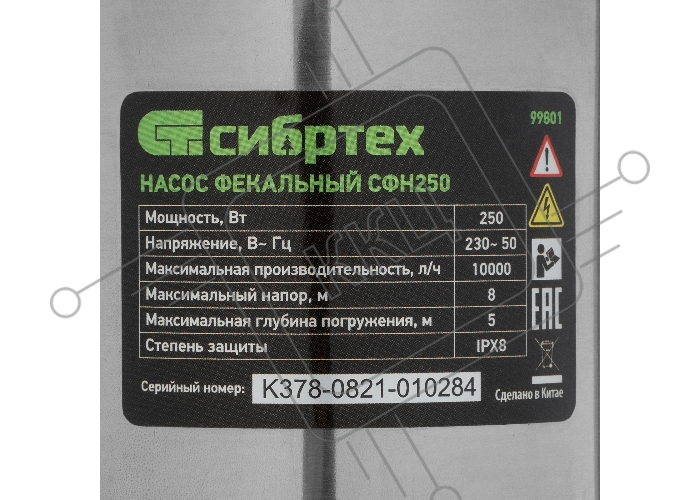 сибртех
99801
НАСОС ФЕКАЛЬНЫЙ СФН250
Мощность, Вт 250
Напряжение, В~ Гц 230~ 50
Максимальная производительность, л/ч 10000
Максимальный напор, м 8
Максимальная глубина погружения, м 5
Степень защиты IPX8
Серийный номер: K378-0821-010284
Сделано в Китае
ККЦ
EAC